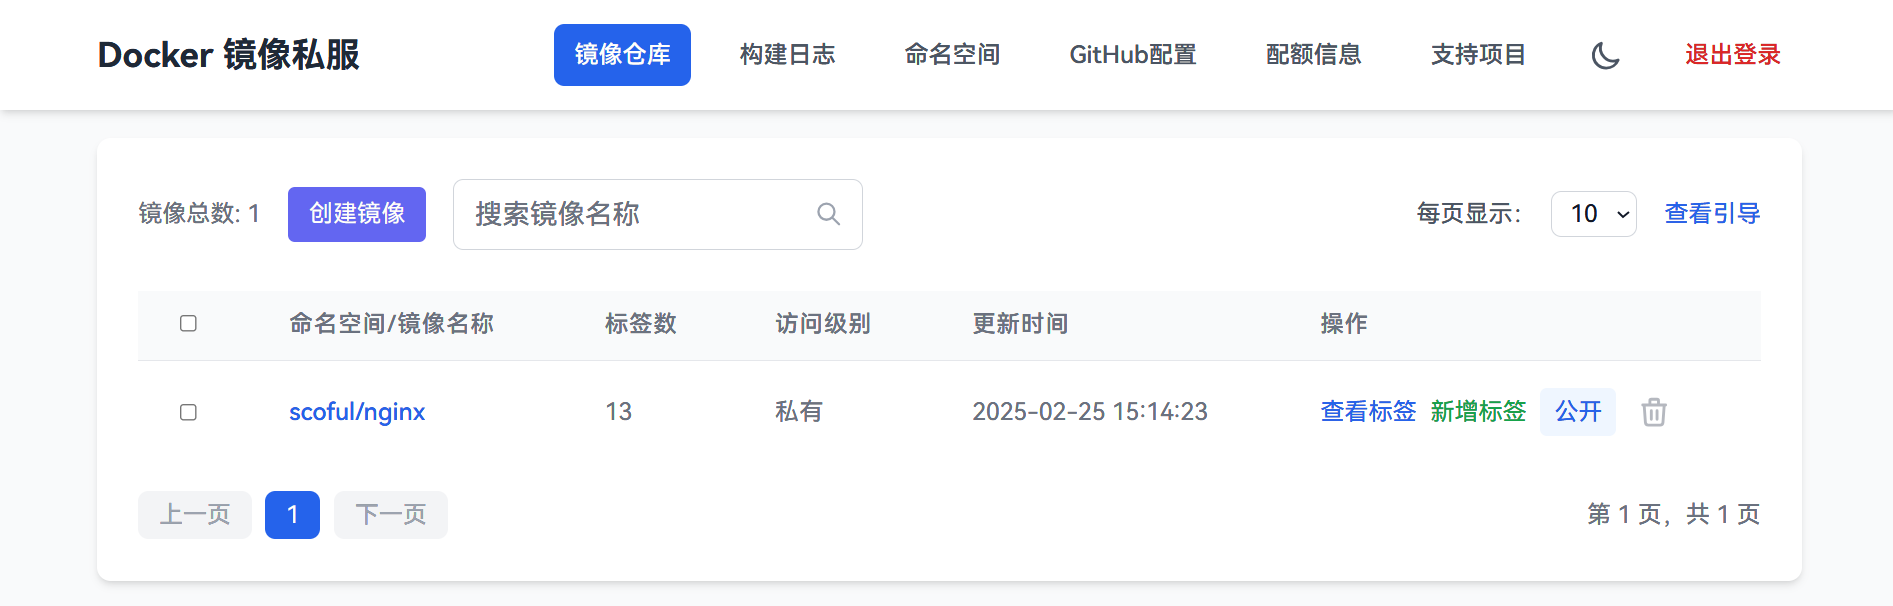 Docker 镜像私服 镜像仓库 构建日志 命名空间 GitHub配置 配额信息 支持项目 退出登录
镜像总数: 1 创建镜像 搜索镜像名称 每页显示： 10 查看引导
命名空间/镜像名称 标签数 访问级别 更新时间 操作
scoful/nginx 13 私有 2025-02-25 15:14:23 查看标签 新增标签 公开
上一页 1 下一页 第 1 页，共 1 页